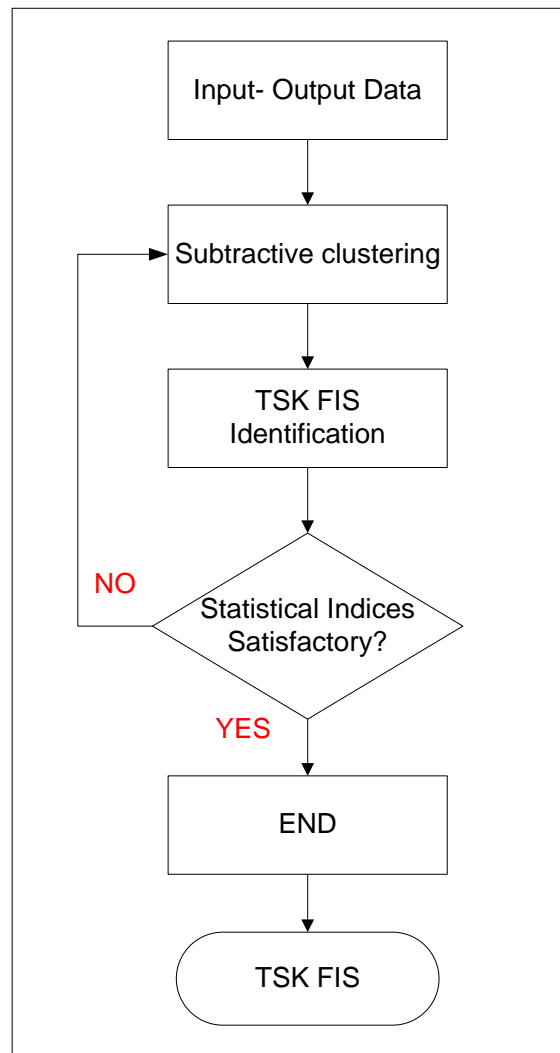 Input- Output Data
Subtractive clustering
TSK FIS
Identification
NO
Statistical Indices
Satisfactory?
YES
END
TSK FIS